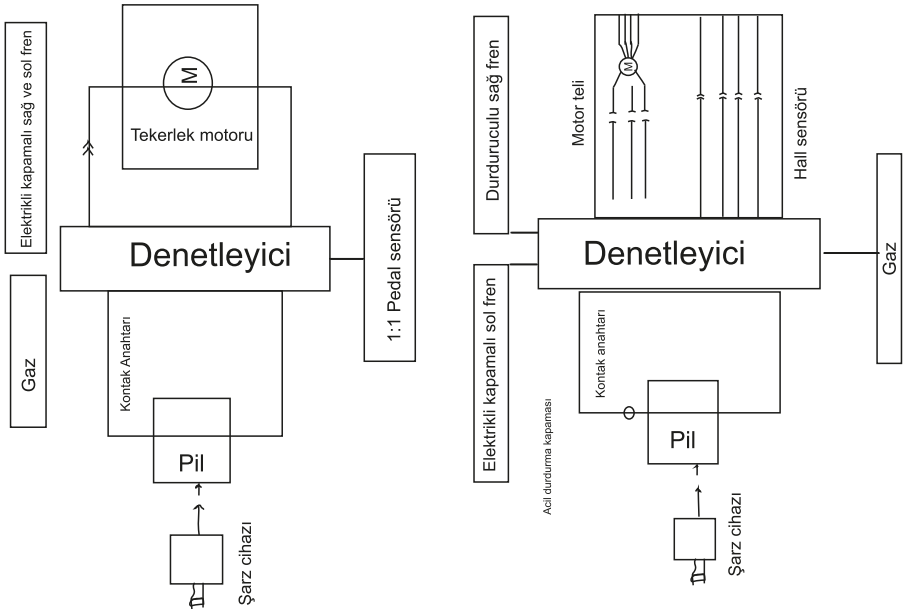 Elektrikli kapamalı sağ ve sol fren
M
Tekerlek motoru
Denetleyici
1:1 Pedal sensörü
Gaz
Kontak Anahtarı
Pil
Şarz cihazı
Durduruculu sağ fren
Motor teli
M
Hall sensörü
Denetleyici
Gaz
Elektrikli kapamalı sol fren
Kontak anahtarı
Acil durdurma kapaması
Pil
Şarz cihazı